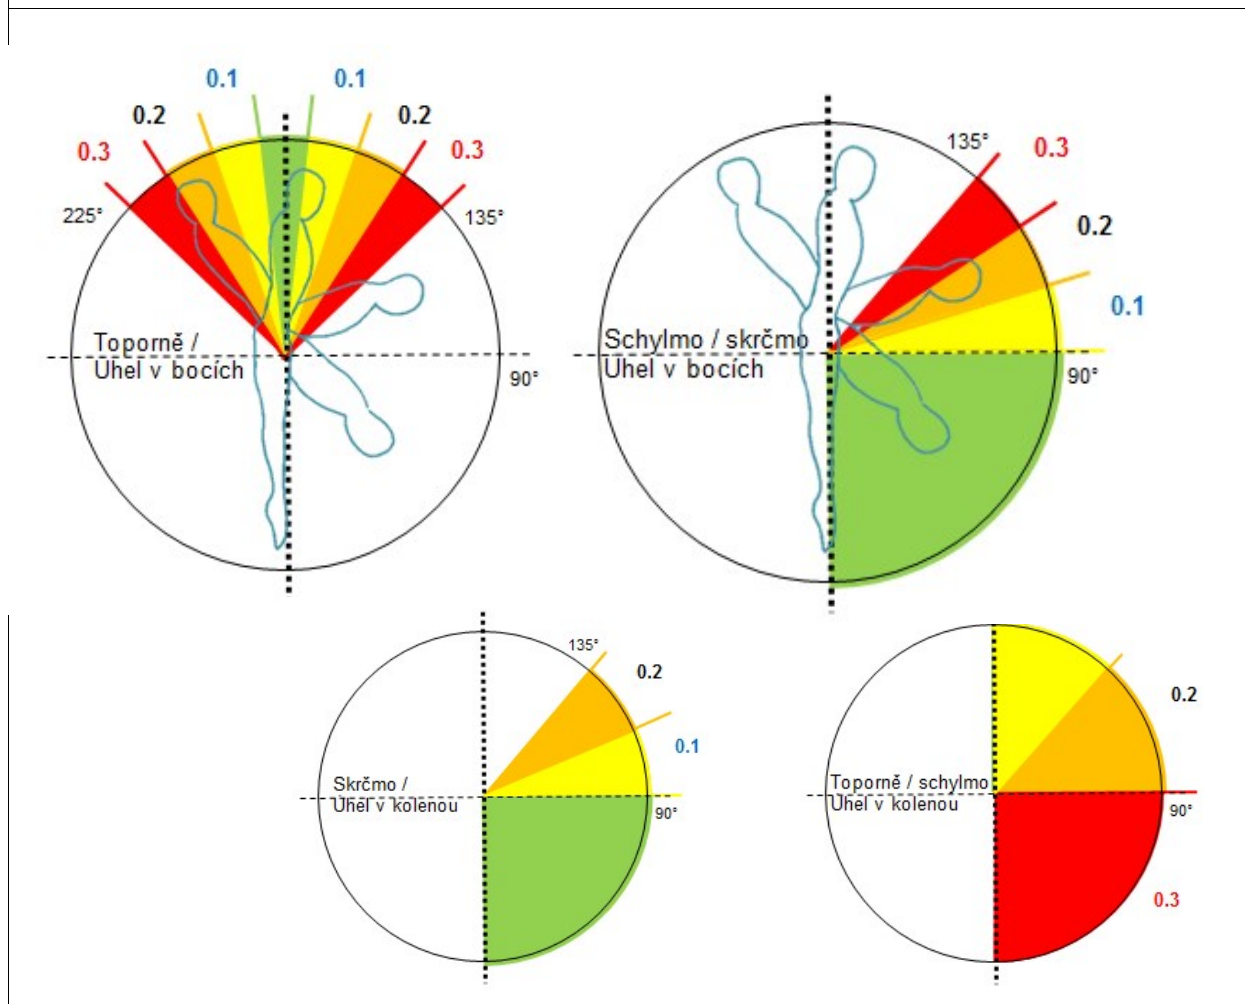 0.1
0.1
0.2
0.2
0.3
0.3
225°
135°
Toporně /
Úhel v bocích
90°
135°
0.3
0.2
0.1
Schylmo / skrčmo
Úhel v bocích
90°
135°
0.2
0.1
Skrčmo /
Úhel v kolenou
90°
0.2
Toporně / schylmo
Úhel v kolenou
90°
0.3